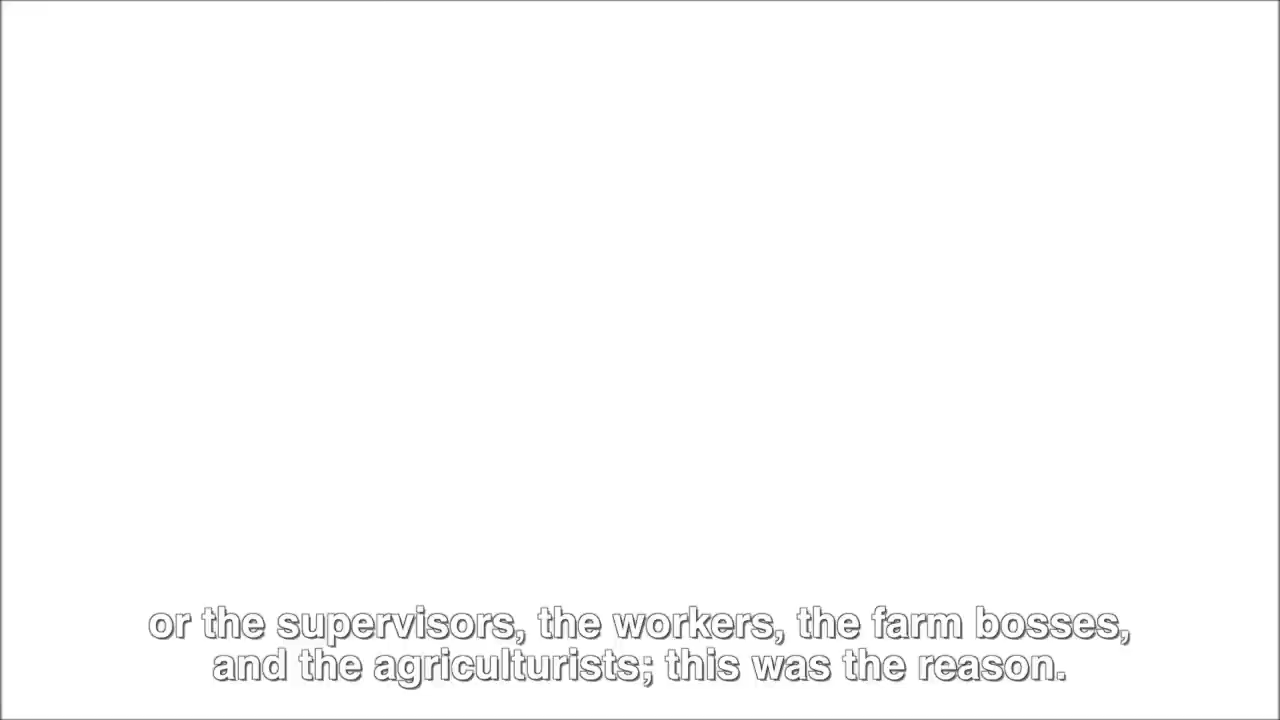 or the supervisors, the workers, the farm bosses,
and the agriculturists; this was the reason.